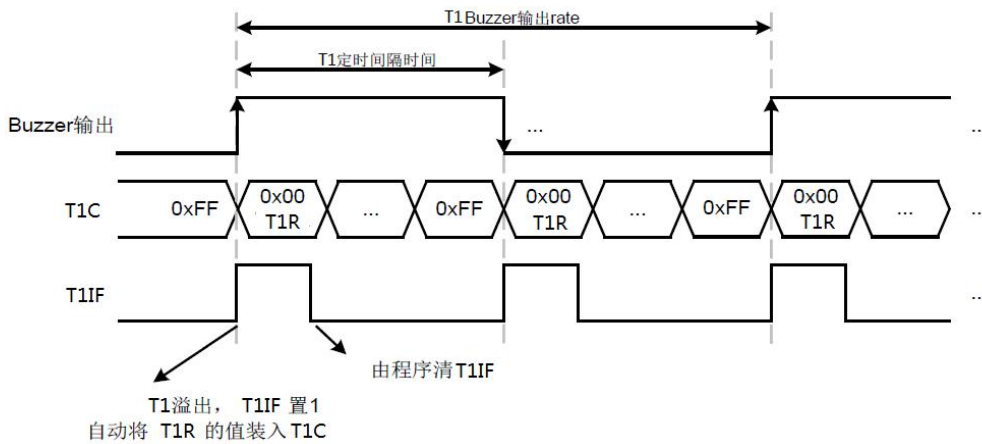 T1 Buzzer输出rate
T1定时间隔时间
Buzzer输出
...
..
T1C
0xFF
0x00
T1R
...
0xFF
0x00
T1R
...
0xFF
0x00
T1R
...
..
T1IF
..
由程序清T1IF
T1溢出， T1IF 置1
自动将 T1R 的值装入T1C